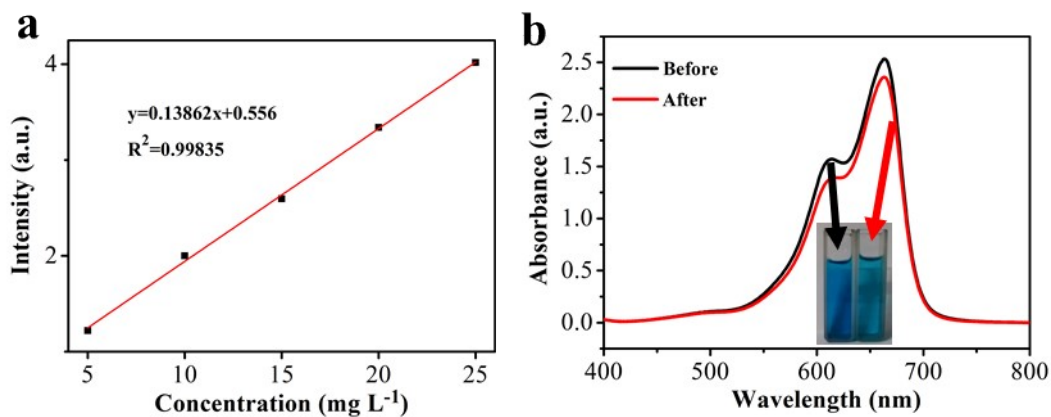 a
4
2
Intensity (a.u.)
y=0.13862x+0.556
R²=0.99835
5 10 15 20 25
Concentration (mg L⁻¹)
b
2.5
2.0
1.5
1.0
0.5
0.0
Absorbance (a.u.)
Before
After
400 500 600 700 800
Wavelength (nm)